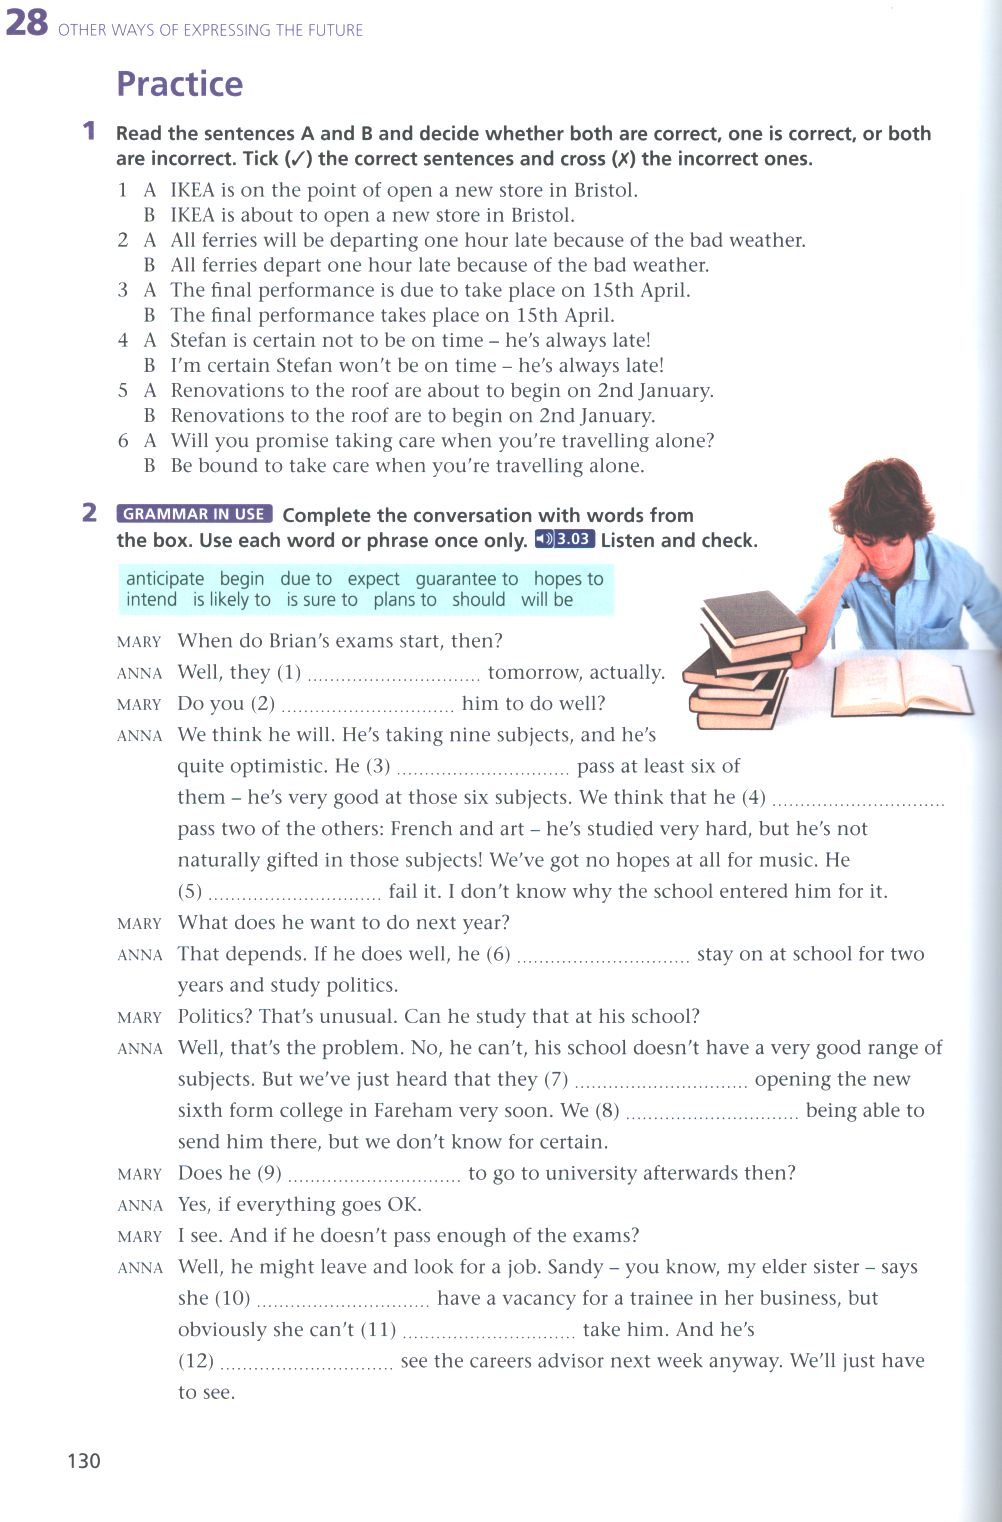 28 OTHER WAYS OF EXPRESSING THE FUTURE
Practice
1 Read the sentences A and B and decide whether both are correct, one is correct, or both
are incorrect. Tick (✓) the correct sentences and cross (✗) the incorrect ones.
1 A IKEA is on the point of open a new store in Bristol.
B IKEA is about to open a new store in Bristol.
2 A All ferries will be departing one hour late because of the bad weather.
B All ferries depart one hour late because of the bad weather.
3 A The final performance is due to take place on 15th April.
B The final performance takes place on 15th April.
4 A Stefan is certain not to be on time – he's always late!
B I'm certain Stefan won't be on time – he's always late!
5 A Renovations to the roof are about to begin on 2nd January.
B Renovations to the roof are to begin on 2nd January.
6 A Will you promise taking care when you're travelling alone?
B Be bound to take care when you're travelling alone.
2 GRAMMAR IN USE Complete the conversation with words from
the box. Use each word or phrase once only. 3.03 Listen and check.
anticipate begin due to expect guarantee to hopes to
intend is likely to is sure to plans to should will be
MARY When do Brian's exams start, then?
ANNA Well, they (1) .............................. tomorrow, actually.
MARY Do you (2) .............................. him to do well?
ANNA We think he will. He's taking nine subjects, and he's
quite optimistic. He (3) .............................. pass at least six of
them – he's very good at those six subjects. We think that he (4) ..............................
pass two of the others: French and art – he's studied very hard, but he's not
naturally gifted in those subjects! We've got no hopes at all for music. He
(5) .............................. fail it. I don't know why the school entered him for it.
MARY What does he want to do next year?
ANNA That depends. If he does well, he (6) .............................. stay on at school for two
years and study politics.
MARY Politics? That's unusual. Can he study that at his school?
ANNA Well, that's the problem. No, he can't, his school doesn't have a very good range of
subjects. But we've just heard that they (7) .............................. opening the new
sixth form college in Fareham very soon. We (8) .............................. being able to
send him there, but we don't know for certain.
MARY Does he (9) .............................. to go to university afterwards then?
ANNA Yes, if everything goes OK.
MARY I see. And if he doesn't pass enough of the exams?
ANNA Well, he might leave and look for a job. Sandy – you know, my elder sister – says
she (10) .............................. have a vacancy for a trainee in her business, but
obviously she can't (11) .............................. take him. And he's
(12) .............................. see the careers advisor next week anyway. We'll just have
to see.
130